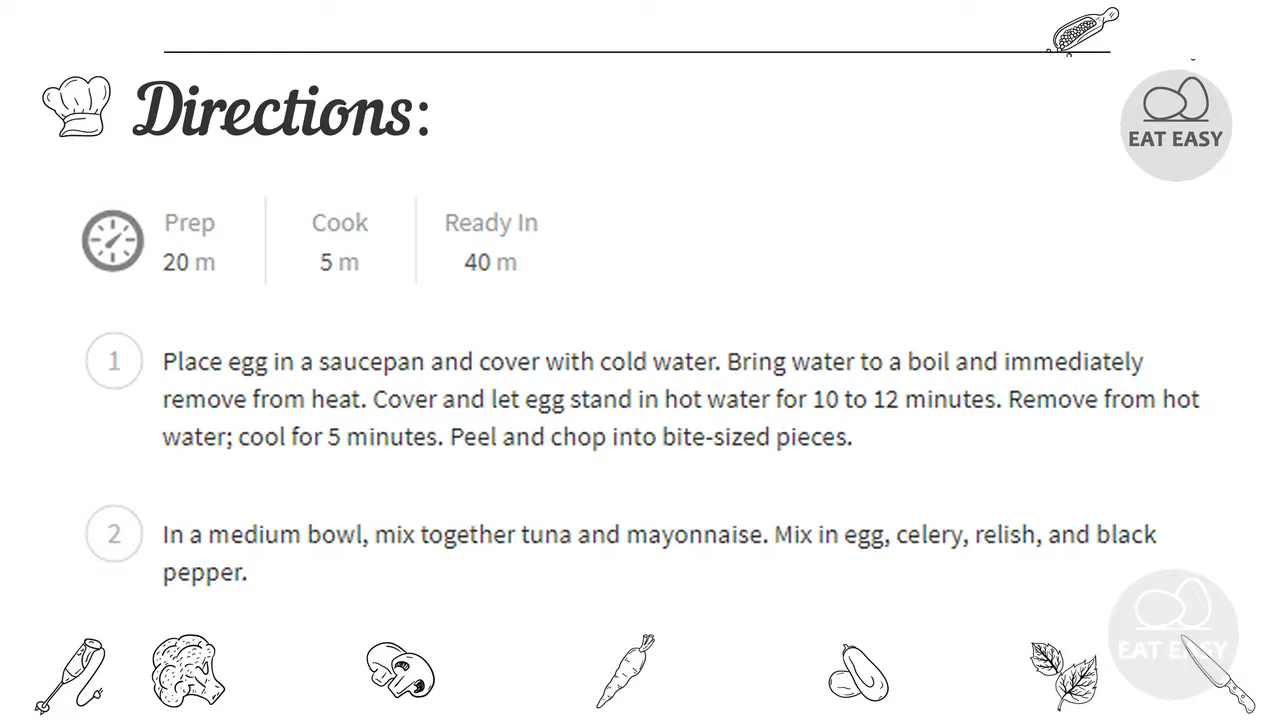 Directions:
EAT EASY
Prep
Cook
Ready In
20 m
5 m
40 m
1
Place egg in a saucepan and cover with cold water. Bring water to a boil and immediately
remove from heat. Cover and let egg stand in hot water for 10 to 12 minutes. Remove from hot
water; cool for 5 minutes. Peel and chop into bite-sized pieces.
2
In a medium bowl, mix together tuna and mayonnaise. Mix in egg, celery, relish, and black
pepper.
EAT EASY